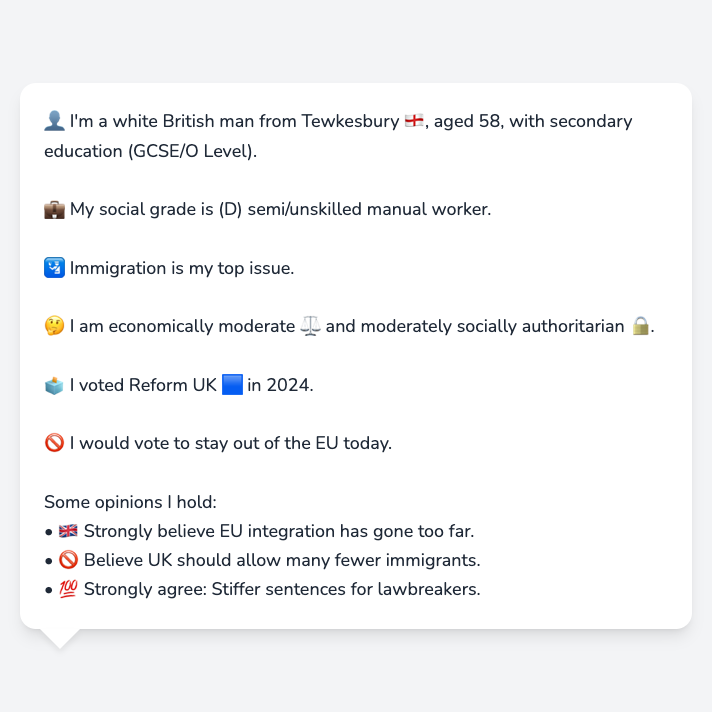 👤 I'm a white British man from Tewkesbury 🏴󠁧󠁢󠁥󠁮󠁧󠁿, aged 58, with secondary
education (GCSE/O Level).
💼 My social grade is (D) semi/unskilled manual worker.
🛂 Immigration is my top issue.
🤔 I am economically moderate ⚖️ and moderately socially authoritarian 🔒.
🗳️ I voted Reform UK 🟦 in 2024.
🚫 I would vote to stay out of the EU today.
Some opinions I hold:
• 🇬🇧 Strongly believe EU integration has gone too far.
• 🚫 Believe UK should allow many fewer immigrants.
• 💯 Strongly agree: Stiffer sentences for lawbreakers.